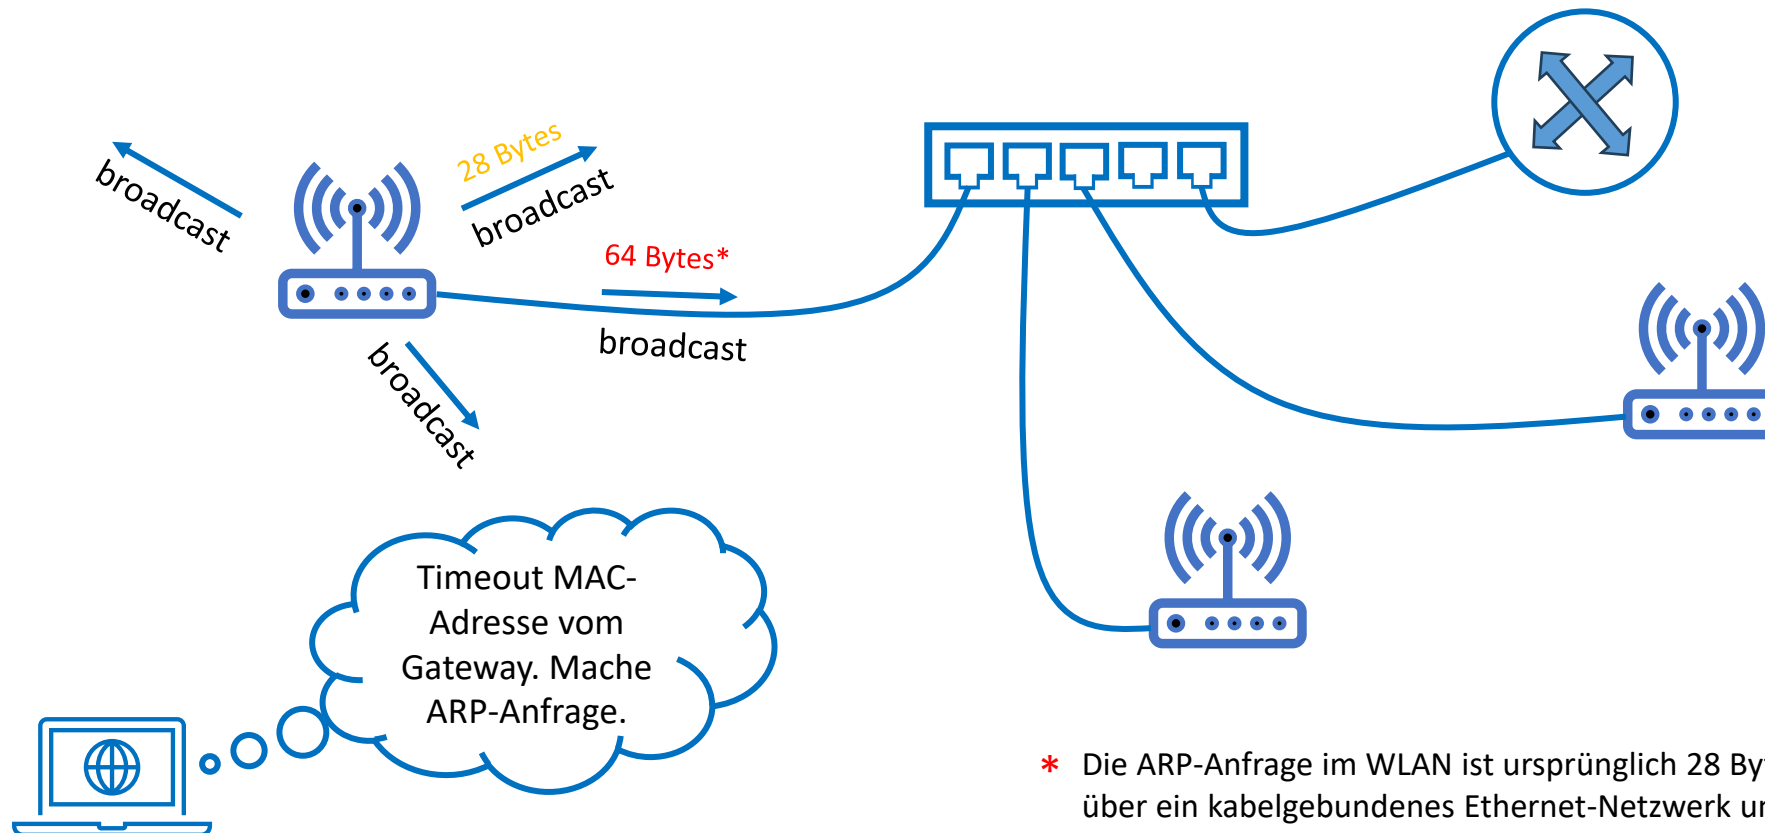 28 Bytes
broadcast
broadcast
64 Bytes*
broadcast
broadcast
Timeout MAC-
Adresse vom
Gateway. Mache
ARP-Anfrage.
* Die ARP-Anfrage im WLAN ist ursprünglich 28 By
über ein kabelgebundenes Ethernet-Netzwerk